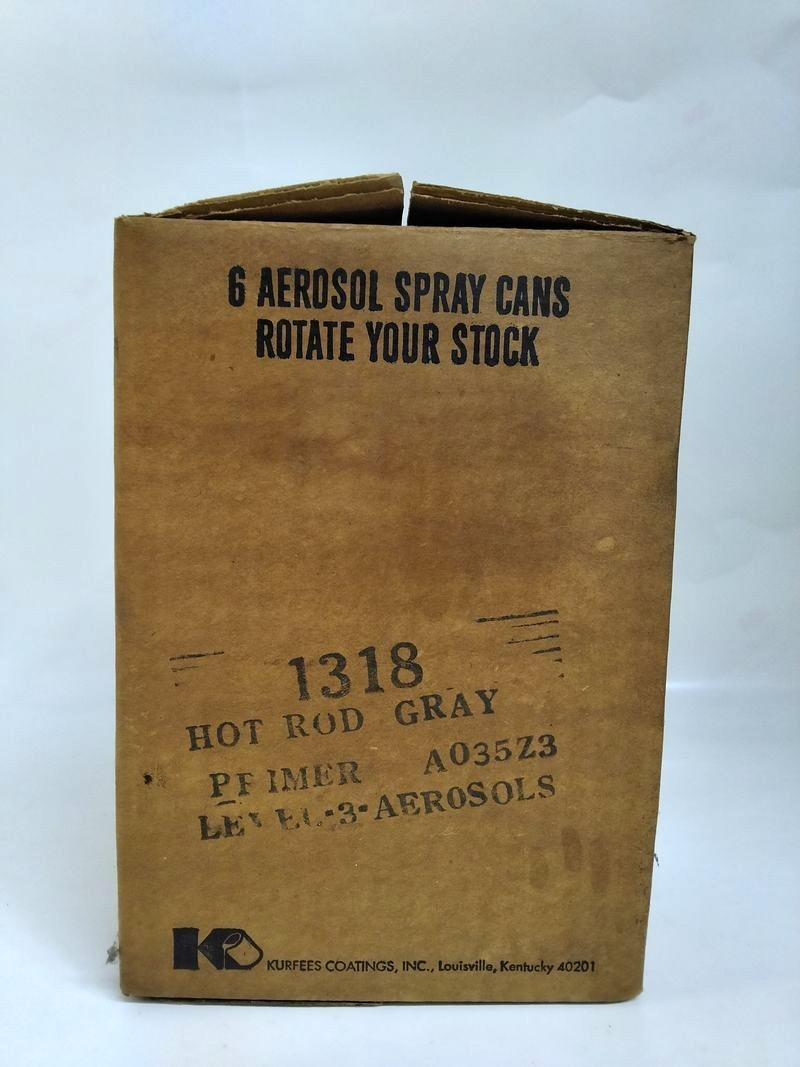 6 AEROSOL SPRAY CANS
ROTATE YOUR STOCK
1318
HOT ROD GRAY
PRIMER A035Z3
LEVEL-3-AEROSOLS
K
KURFEES COATINGS, INC., Louisville, Kentucky 40201